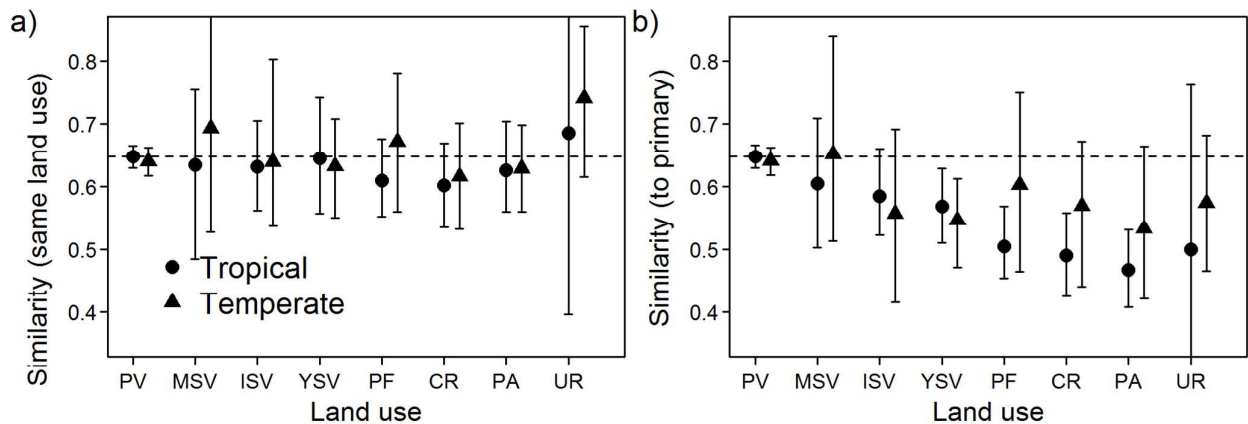 a)
Similarity (same land use)
0.8
0.7
0.6
0.5
0.4
Tropical
Temperate
PV MSV ISV YSV PF CR PA UR
Land use
b)
Similarity (to primary)
0.8
0.7
0.6
0.5
0.4
PV MSV ISV YSV PF CR PA UR
Land use